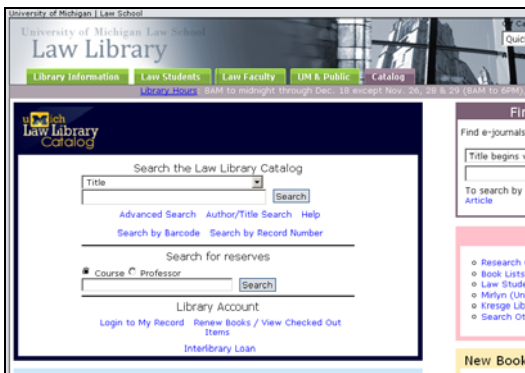 University of Michigan | Law School
University of Michigan Law School
Law Library
Quic
Library Information
Law Students
Law Faculty
UM & Public
Catalog
Library Hours: 8AM to midnight through Dec. 18 except Nov. 26, 28 & 29 (8AM to 6PM),
umich
Law Library
Catalog
Search the Law Library Catalog
Title
Search
Advanced Search Author/Title Search Help
Search by Barcode Search by Record Number
Search for reserves
Course Professor
Search
Library Account
Login to My Record Renew Books / View Checked Out
Items
Interlibrary Loan
Fi
Find e-journals
Title begins
To search by
Article
Research
Book Lists
Law Stude
Mirlyn (Un
Kresge Lib
Search Ot
New Book